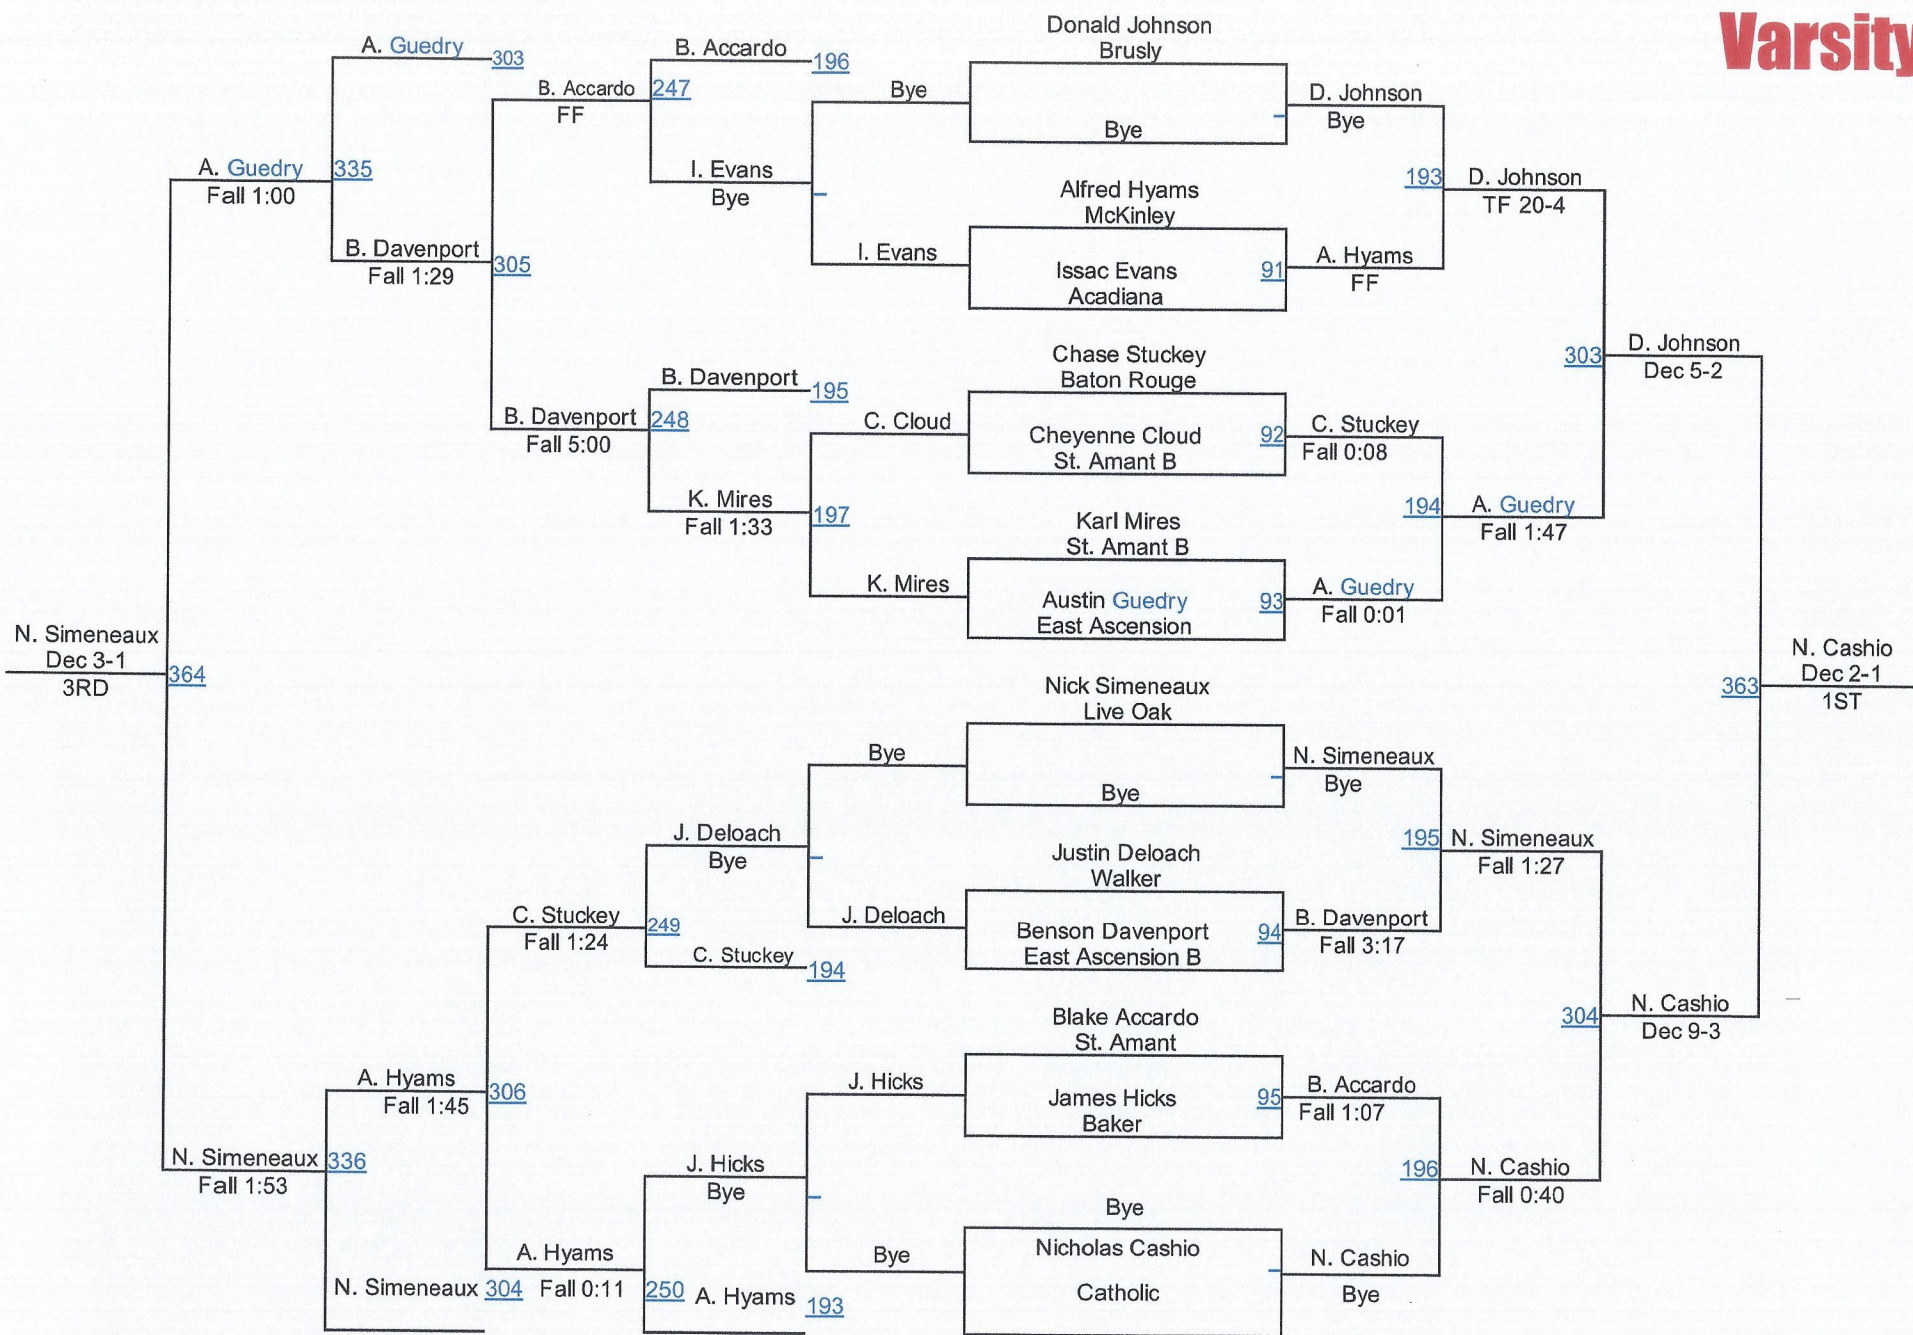 Varsity
Donald Johnson
Brusly
A. Guedry
303
B. Accardo
196
B. Accardo
FF
247
Bye
D. Johnson
Bye
Bye
I. Evans
Bye
A. Guedry
Fall 1:00
335
Alfred Hyams
McKinley
193
D. Johnson
TF 20-4
B. Davenport
Fall 1:29
305
I. Evans
Issac Evans
Acadiana
91
A. Hyams
FF
Chase Stuckey
Baton Rouge
303
D. Johnson
Dec 5-2
B. Davenport
195
B. Davenport
Fall 5:00
248
C. Cloud
Cheyenne Cloud
St. Amant B
92
C. Stuckey
Fall 0:08
K. Mires
Fall 1:33
197
Karl Mires
St. Amant B
194
A. Guedry
Fall 1:47
K. Mires
Austin Guedry
East Ascension
93
A. Guedry
Fall 0:01
N. Simeneaux
Dec 3-1
3RD
364
Nick Simeneaux
Live Oak
363
N. Cashio
Dec 2-1
1ST
Bye
Bye
N. Simeneaux
Bye
J. Deloach
Bye
Justin Deloach
Walker
195
N. Simeneaux
Fall 1:27
C. Stuckey
Fall 1:24
249
J. Deloach
Benson Davenport
East Ascension B
94
B. Davenport
Fall 3:17
C. Stuckey
194
Blake Accardo
St. Amant
304
N. Cashio
Dec 9-3
A. Hyams
Fall 1:45
306
J. Hicks
James Hicks
Baker
95
B. Accardo
Fall 1:07
N. Simeneaux
Fall 1:53
336
J. Hicks
Bye
196
N. Cashio
Fall 0:40
Bye
A. Hyams
Fall 0:11
Bye
Nicholas Cashio
Catholic
N. Cashio
Bye
N. Simeneaux
304
250
A. Hyams
193